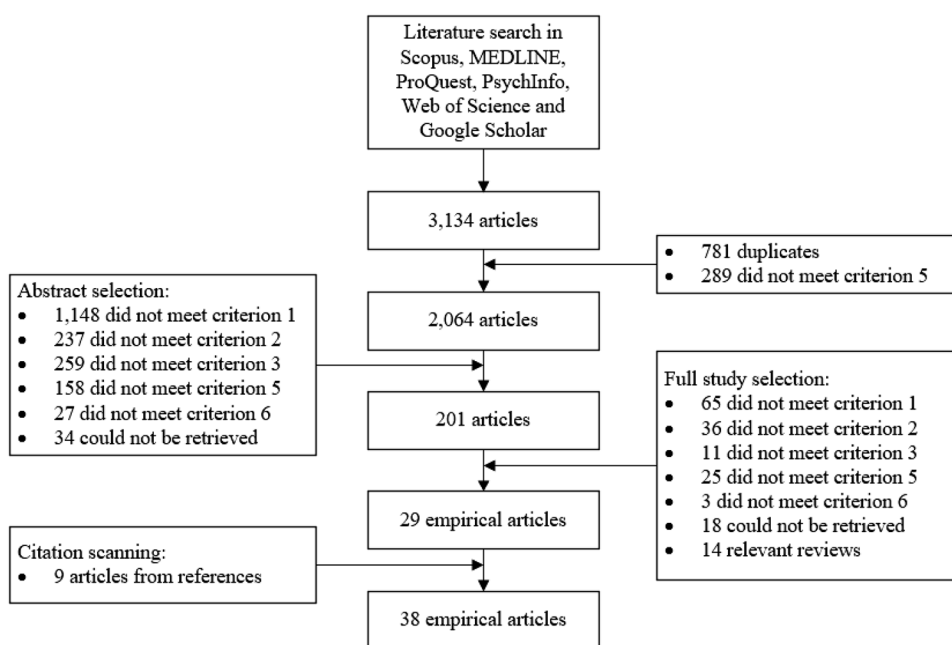 Literature search in
Scopus, MEDLINE,
ProQuest, PsychInfo,
Web of Science and
Google Scholar
3,134 articles
• 781 duplicates
• 289 did not meet criterion 5
2,064 articles
Abstract selection:
• 1,148 did not meet criterion 1
• 237 did not meet criterion 2
• 259 did not meet criterion 3
• 158 did not meet criterion 5
• 27 did not meet criterion 6
• 34 could not be retrieved
201 articles
Full study selection:
• 65 did not meet criterion 1
• 36 did not meet criterion 2
• 11 did not meet criterion 3
• 25 did not meet criterion 5
• 3 did not meet criterion 6
• 18 could not be retrieved
• 14 relevant reviews
29 empirical articles
Citation scanning:
• 9 articles from references
38 empirical articles